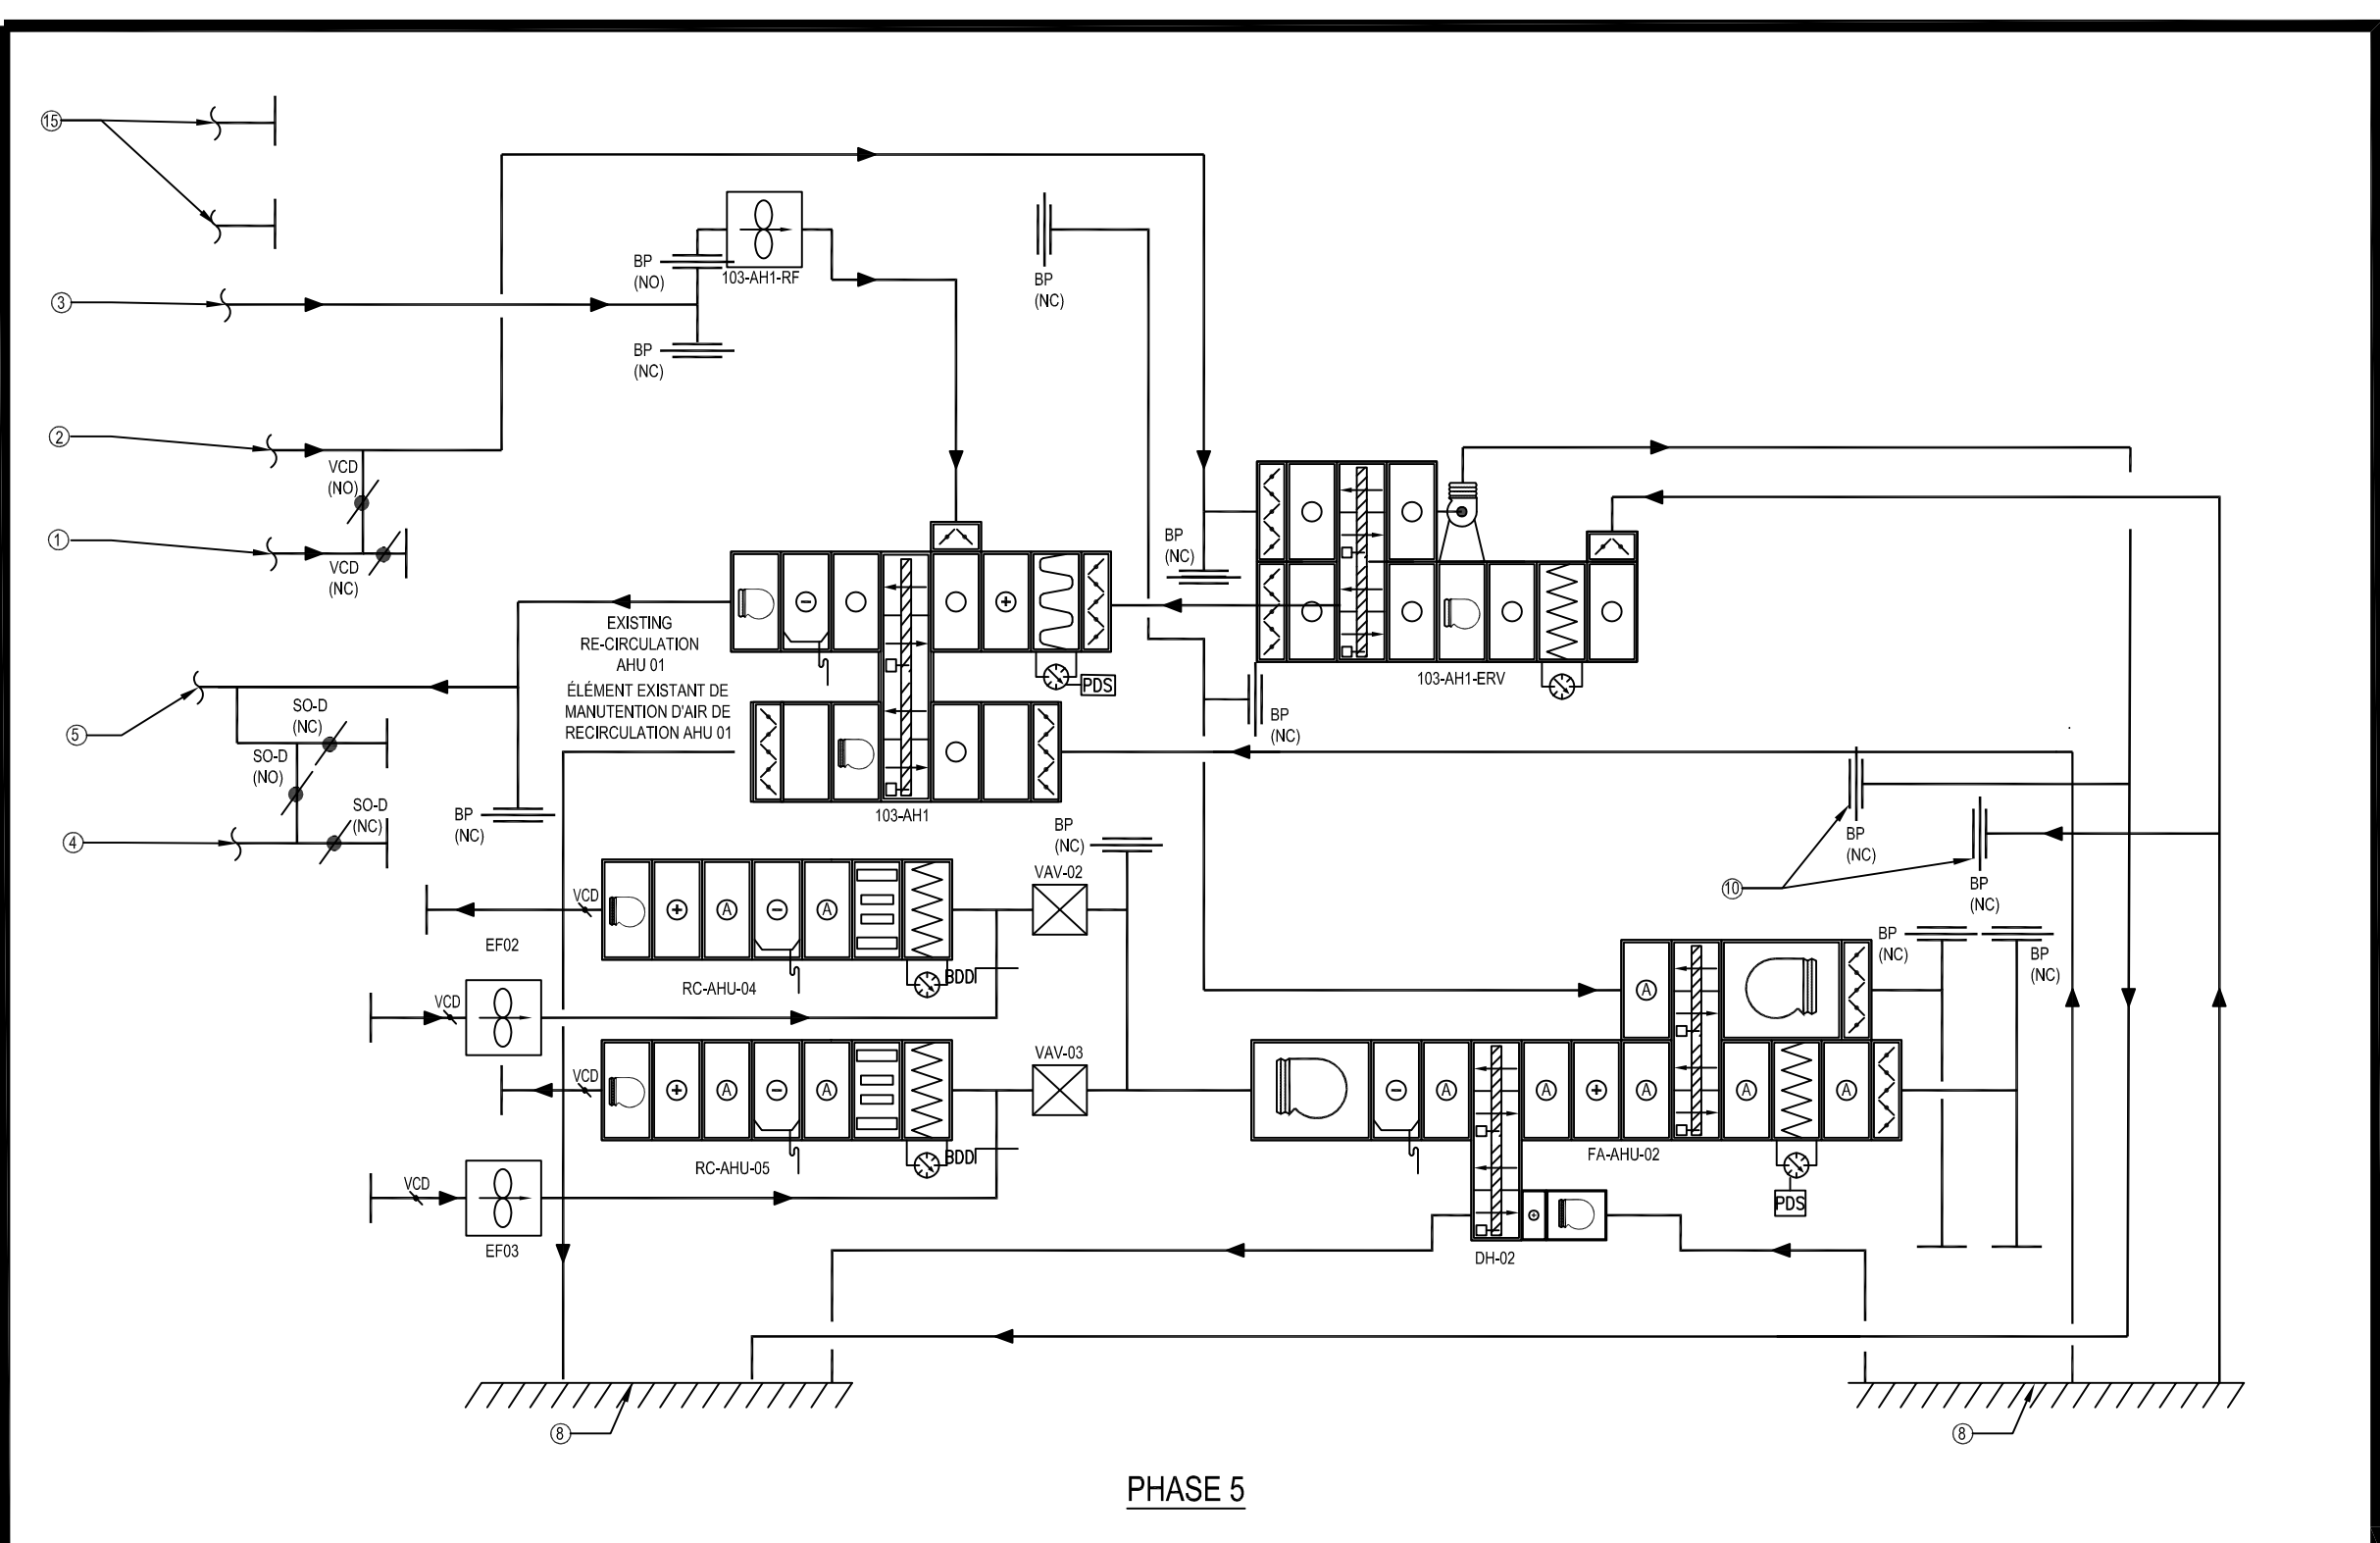 15
BP
(NO)
103-AH1-RF
BP
(NC)
3
BP
(NC)
2
VCD
(NO)
1
VCD
(NC)
BP
(NC)
EXISTING
RE-CIRCULATION
AHU 01
ÉLÉMENT EXISTANT DE
MANUTENTION D'AIR DE
RECIRCULATION AHU 01
PDS
103-AH1-ERV
BP
(NC)
5
SO-D
(NC)
SO-D
(NO)
SO-D
(NC)
4
BP
(NC)
103-AH1
BP
(NC)
BP
(NC)
10
BP
(NC)
VAV-02
VCD
A
A
EF02
RC-AHU-04
BDD
BP
(NC)
BP
(NC)
VCD
A
VAV-03
VCD
A
A
A
A
A
A
A
RC-AHU-05
BDD
FA-AHU-02
VCD
PDS
EF03
DH-02
8
8
PHASE 5